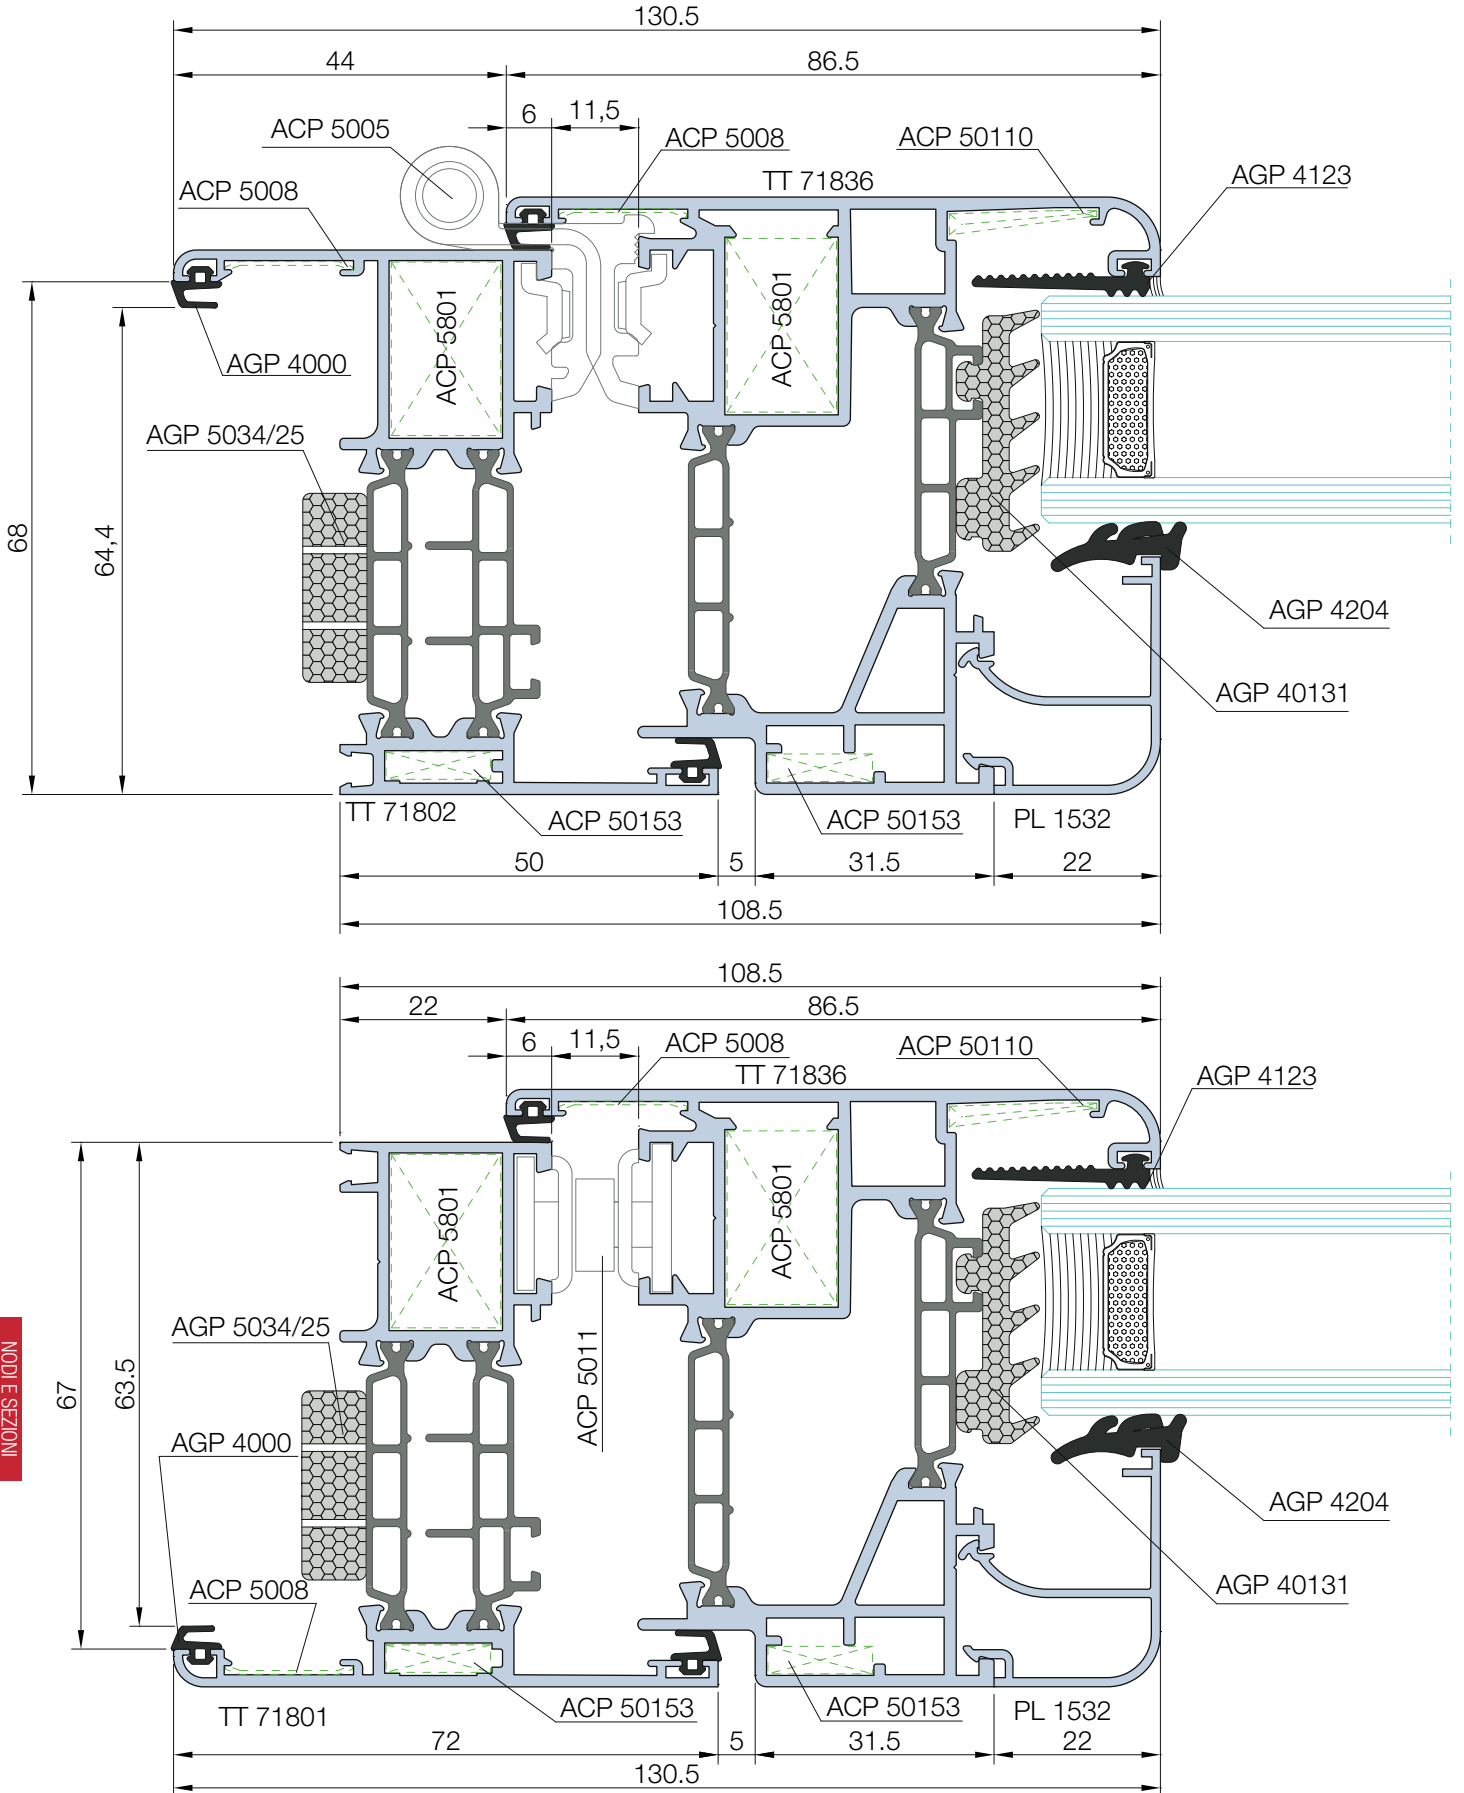 130.5
44
86.5
6
11,5
ACP 5005
ACP 5008
ACP 50110
TT 71836
AGP 4123
ACP 5008
ACP 5801
ACP 5801
AGP 4000
AGP 5034/25
68
64,4
AGP 4204
AGP 40131
TT 71802
ACP 50153
ACP 50153
PL 1532
50
5
31.5
22
108.5
108.5
22
86.5
6
11,5
ACP 5008
ACP 50110
TT 71836
AGP 4123
ACP 5801
ACP 5801
AGP 5034/25
ACP 5011
67
63.5
NODI E SEZIONI
AGP 4000
AGP 4204
ACP 5008
AGP 40131
TT 71801
ACP 50153
ACP 50153
PL 1532
72
5
31.5
22
130.5